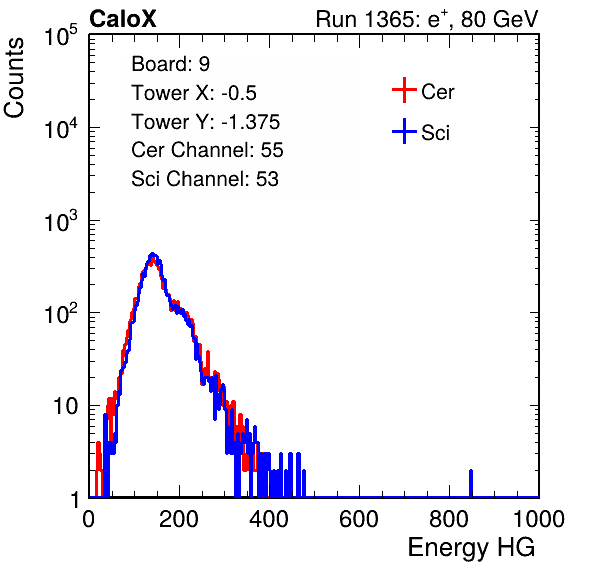 CaloX Run 1365: e⁺, 80 GeV
Counts
Board: 9
Tower X: -0.5
Tower Y: -1.375
Cer Channel: 55
Sci Channel: 53
Cer
Sci
10⁵
10⁴
10³
10²
10
1
0 200 400 600 800 1000
Energy HG